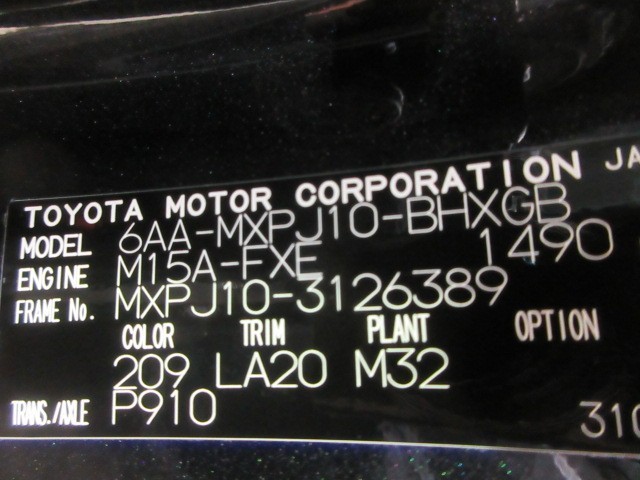 TOYOTA MOTOR CORPORATION JA
MODEL 6AA-MXPJ10-BHXGB
ENGINE M15A-FXE 1490
FRAME No. MXPJ10-3126389
COLOR TRIM PLANT OPTION
209 LA20 M32
TRANS./AXLE P910
310